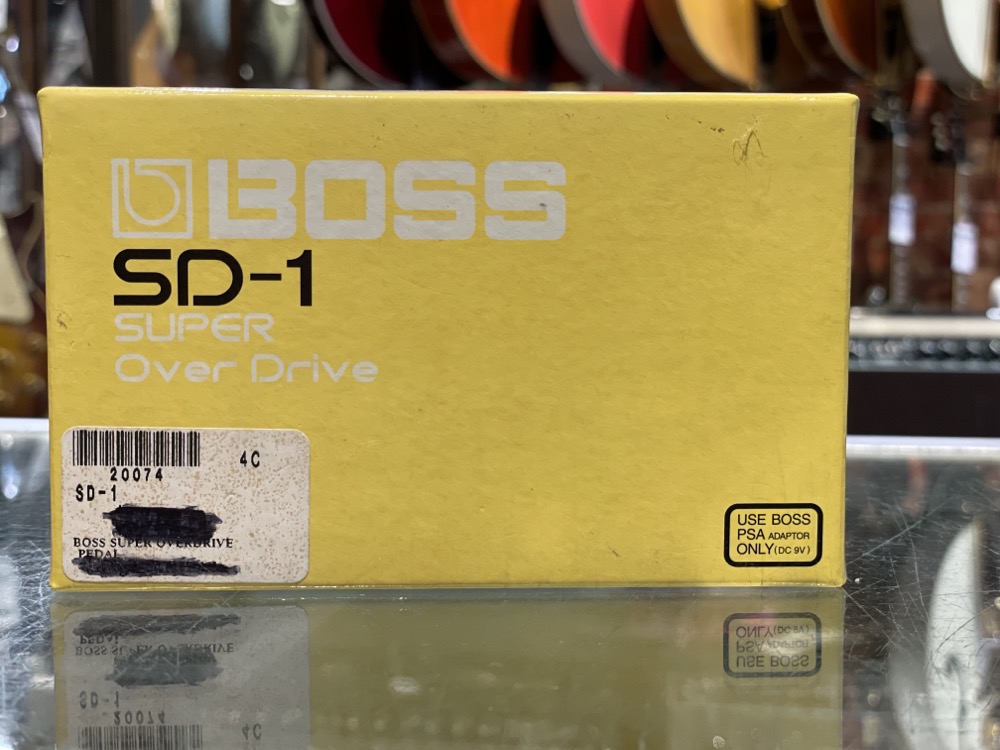 BOSS
SD-1
SUPER
Over Drive
20074
4C
SD-1
BOSS SUPER OVERDRIVE
PEDAL
USE BOSS
PSA ADAPTOR
ONLY(DC 9V)